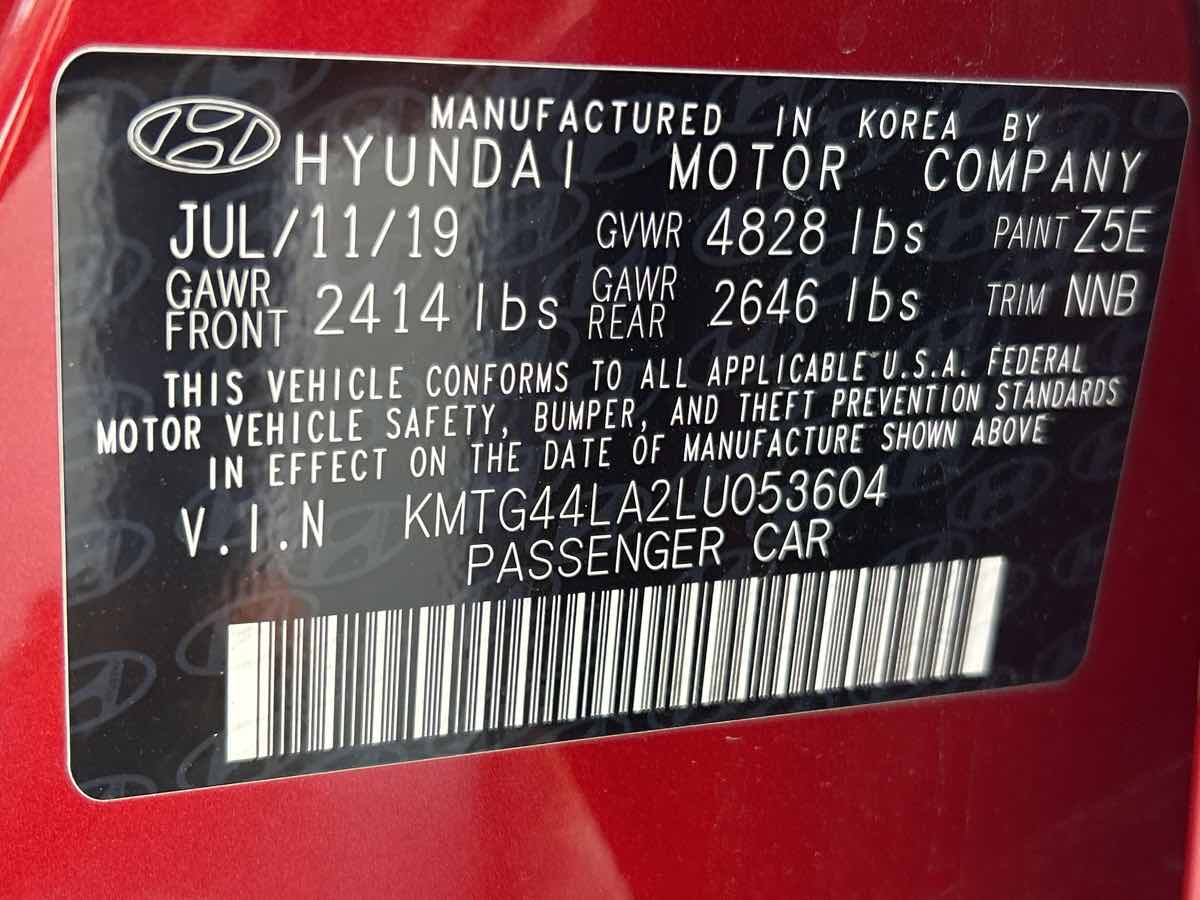 MANUFACTURED IN KOREA BY
HYUNDAI MOTOR COMPANY
JUL/11/19 GVWR 4828 lbs PAINT Z5E
GAWR FRONT 2414 lbs GAWR REAR 2646 lbs TRIM NNB
THIS VEHICLE CONFORMS TO ALL APPLICABLE U.S.A. FEDERAL
MOTOR VEHICLE SAFETY, BUMPER, AND THEFT PREVENTION STANDARDS
IN EFFECT ON THE DATE OF MANUFACTURE SHOWN ABOVE
V.I.N KMTG44LA2LU053604
PASSENGER CAR